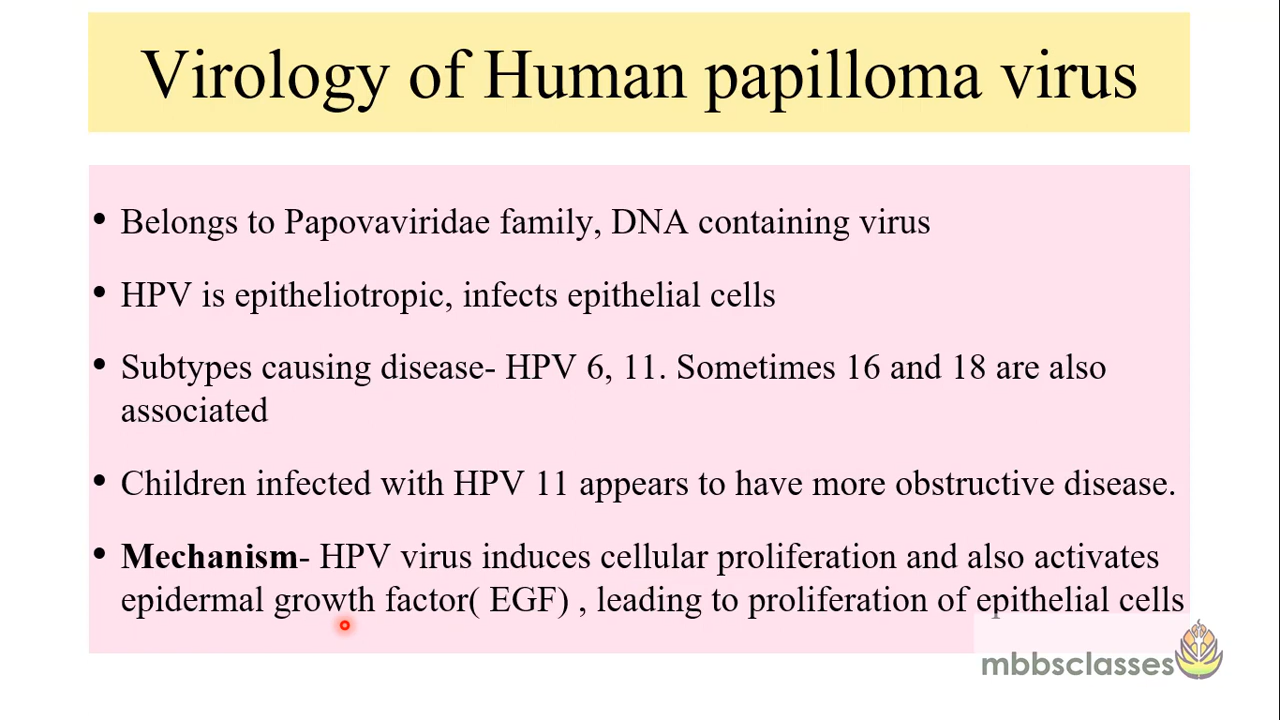 Virology of Human papilloma virus
• Belongs to Papovaviridae family, DNA containing virus
• HPV is epitheliotropic, infects epithelial cells
• Subtypes causing disease- HPV 6, 11. Sometimes 16 and 18 are also
associated
• Children infected with HPV 11 appears to have more obstructive disease.
• Mechanism- HPV virus induces cellular proliferation and also activates
epidermal growth factor( EGF) , leading to proliferation of epithelial cells
mbbsclasses